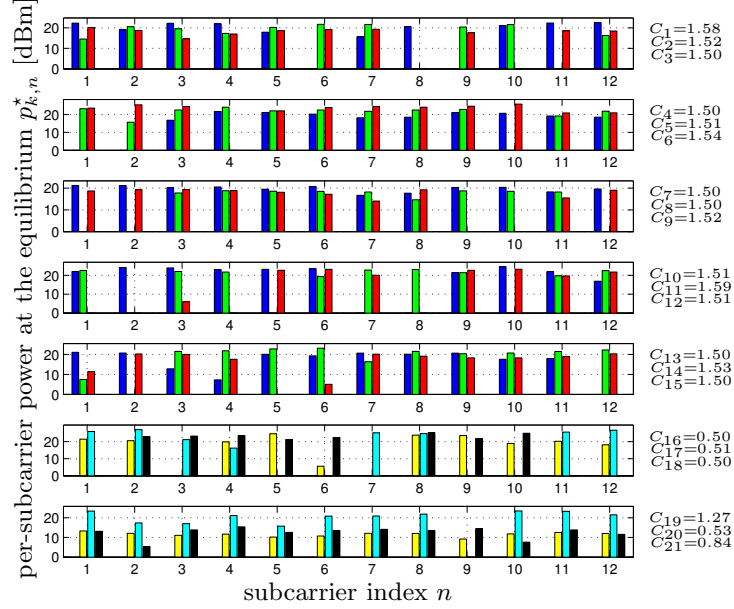 per-subcarrier power at the equilibrium p⋆k,n [dBm]
20
10
0
1 2 3 4 5 6 7 8 9 10 11 12
C1=1.58
C2=1.52
C3=1.50
20
10
0
1 2 3 4 5 6 7 8 9 10 11 12
C4=1.50
C5=1.51
C6=1.54
20
10
0
1 2 3 4 5 6 7 8 9 10 11 12
C7=1.50
C8=1.50
C9=1.52
20
10
0
1 2 3 4 5 6 7 8 9 10 11 12
C10=1.51
C11=1.59
C12=1.51
20
10
0
1 2 3 4 5 6 7 8 9 10 11 12
C13=1.50
C14=1.53
C15=1.50
20
10
0
1 2 3 4 5 6 7 8 9 10 11 12
C16=0.50
C17=0.51
C18=0.50
20
10
0
1 2 3 4 5 6 7 8 9 10 11 12
C19=1.27
C20=0.53
C21=0.84
subcarrier index n